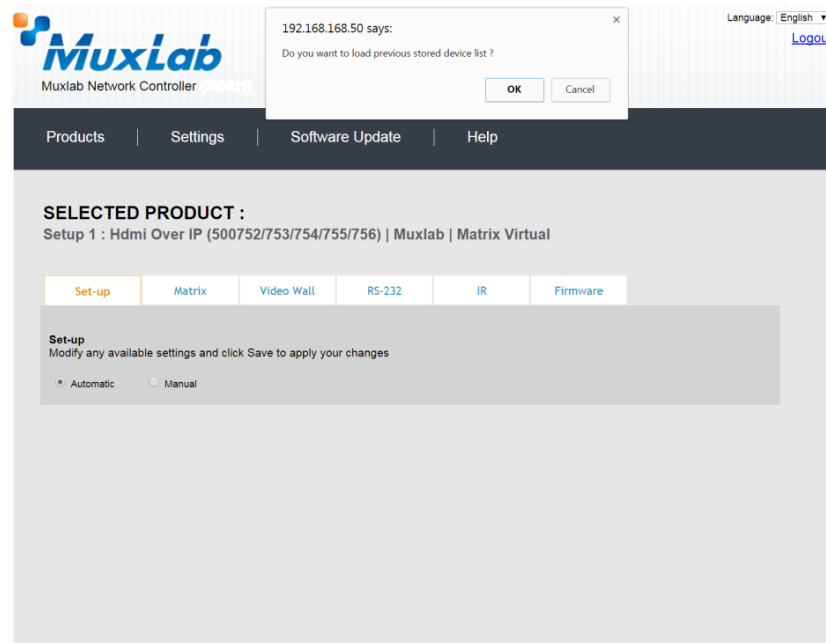 192.168.168.50 says:
Do you want to load previous stored device list ?
OK Cancel
Language: English
Logou
MuxLab
Muxlab Network Controller
Products | Settings | Software Update | Help
SELECTED PRODUCT :
Setup 1 : Hdmi Over IP (500752/753/754/755/756) | Muxlab | Matrix Virtual
Set-up Matrix Video Wall RS-232 IR Firmware
Set-up
Modify any available settings and click Save to apply your changes
Automatic Manual